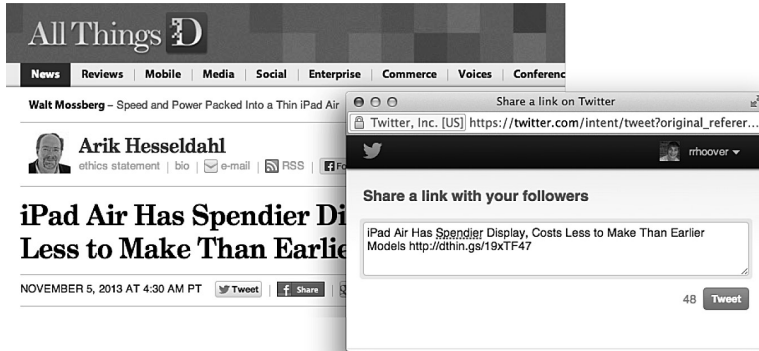 All Things D
News Reviews Mobile Media Social Enterprise Commerce Voices Conferenc
Walt Mossberg – Speed and Power Packed Into a Thin iPad Air
Arik Hesseldahl
ethics statement | bio | e-mail | RSS | Fo
iPad Air Has Spendier Di
Less to Make Than Earlie
NOVEMBER 5, 2013 AT 4:30 AM PT Tweet Share
Share a link on Twitter
Twitter, Inc. [US] https://twitter.com/intent/tweet?original_referer...
rrhoover
Share a link with your followers
iPad Air Has Spendier Display, Costs Less to Make Than Earlier
Models http://dthin.gs/19xTF47
48 Tweet